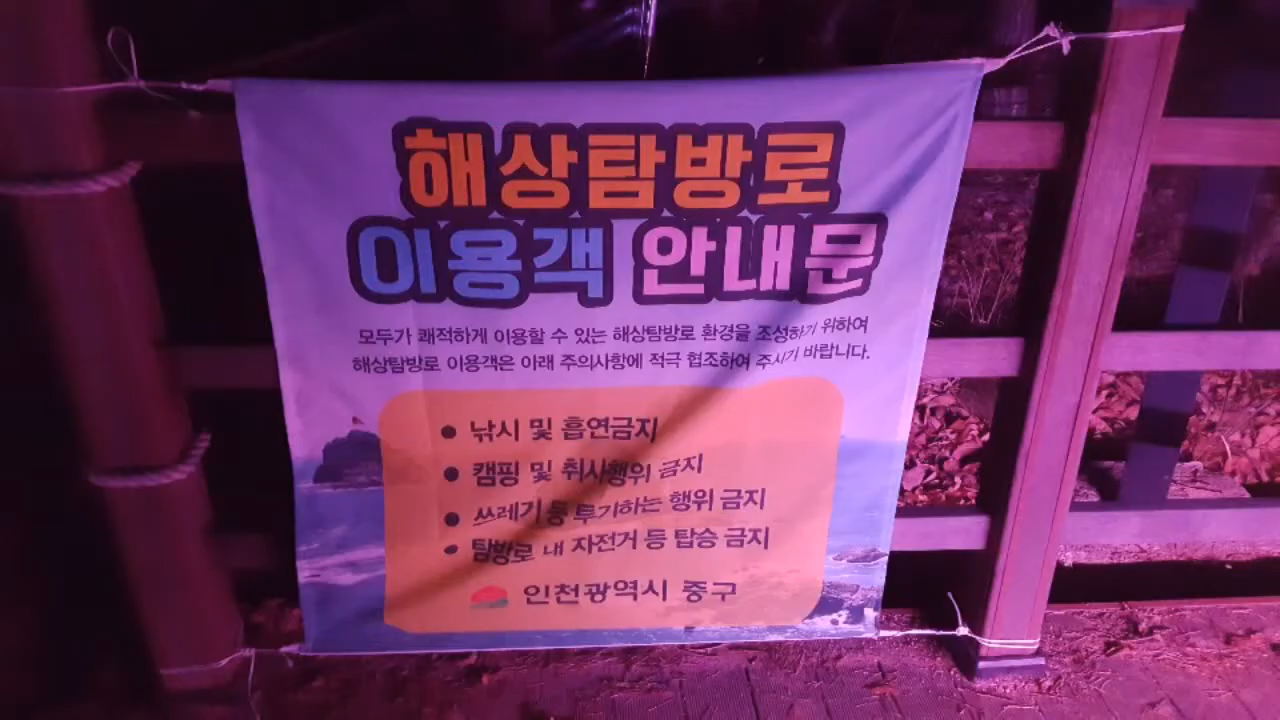 해상탐방로
이용객 안내문
모두가 쾌적하게 이용할 수 있는 해상탐방로 환경을 조성하기 위하여
해상탐방로 이용객은 아래 주의사항에 적극 협조하여 주시기 바랍니다.
• 낚시 및 흡연금지
• 캠핑 및 취사행위 금지
• 쓰레기 등 투기하는 행위 금지
• 탐방로 내 자전거 등 탑승 금지
인천광역시 중구